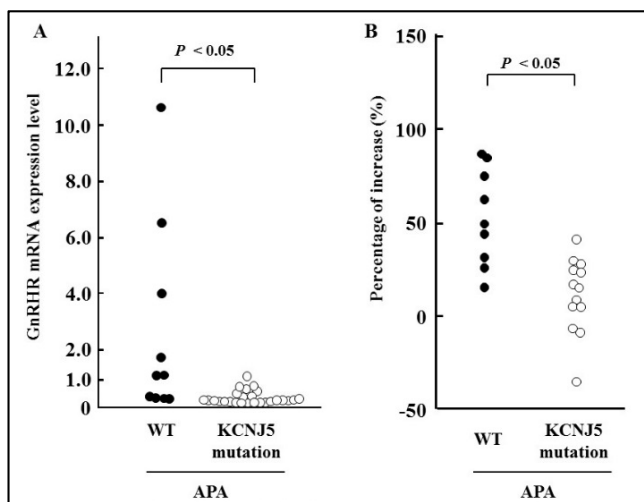 A
GnRHR mRNA expression level
12.0
10.0
8.0
6.0
4.0
2.0
1.0
0
P < 0.05
WT
KCNJ5
mutation
APA
B
Percentage of increase (%)
150
100
50
0
-50
P < 0.05
WT
KCNJ5
mutation
APA